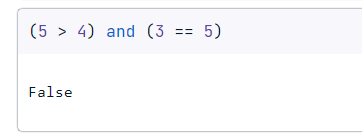 (5 > 4) and (3 == 5)
False